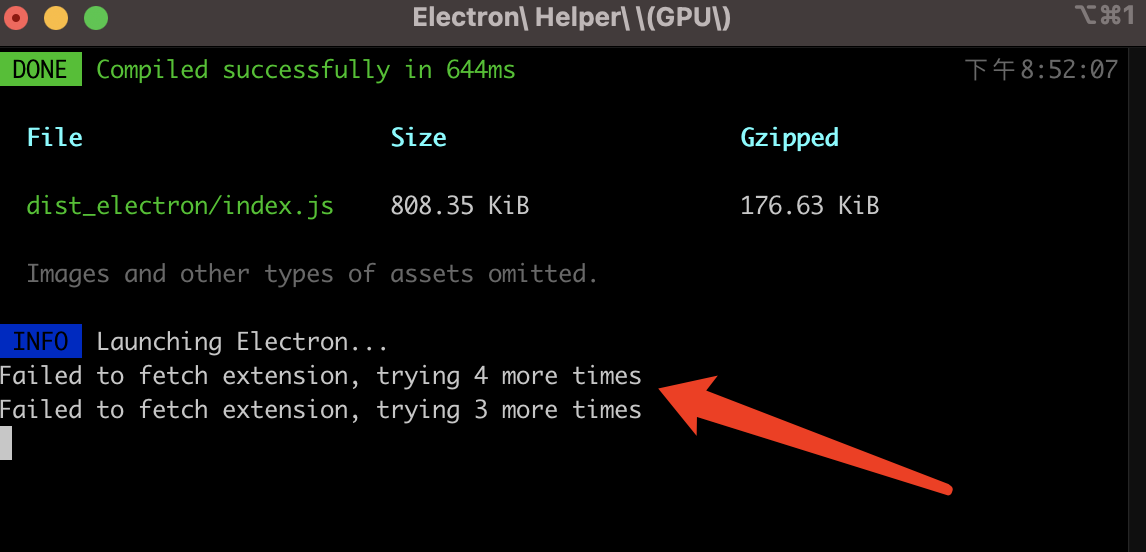 Electron\ Helper\ \(GPU\)
⌥⌘1
DONE Compiled successfully in 644ms 下午8:52:07
File Size Gzipped
dist_electron/index.js 808.35 KiB 176.63 KiB
Images and other types of assets omitted.
INFO Launching Electron...
Failed to fetch extension, trying 4 more times
Failed to fetch extension, trying 3 more times